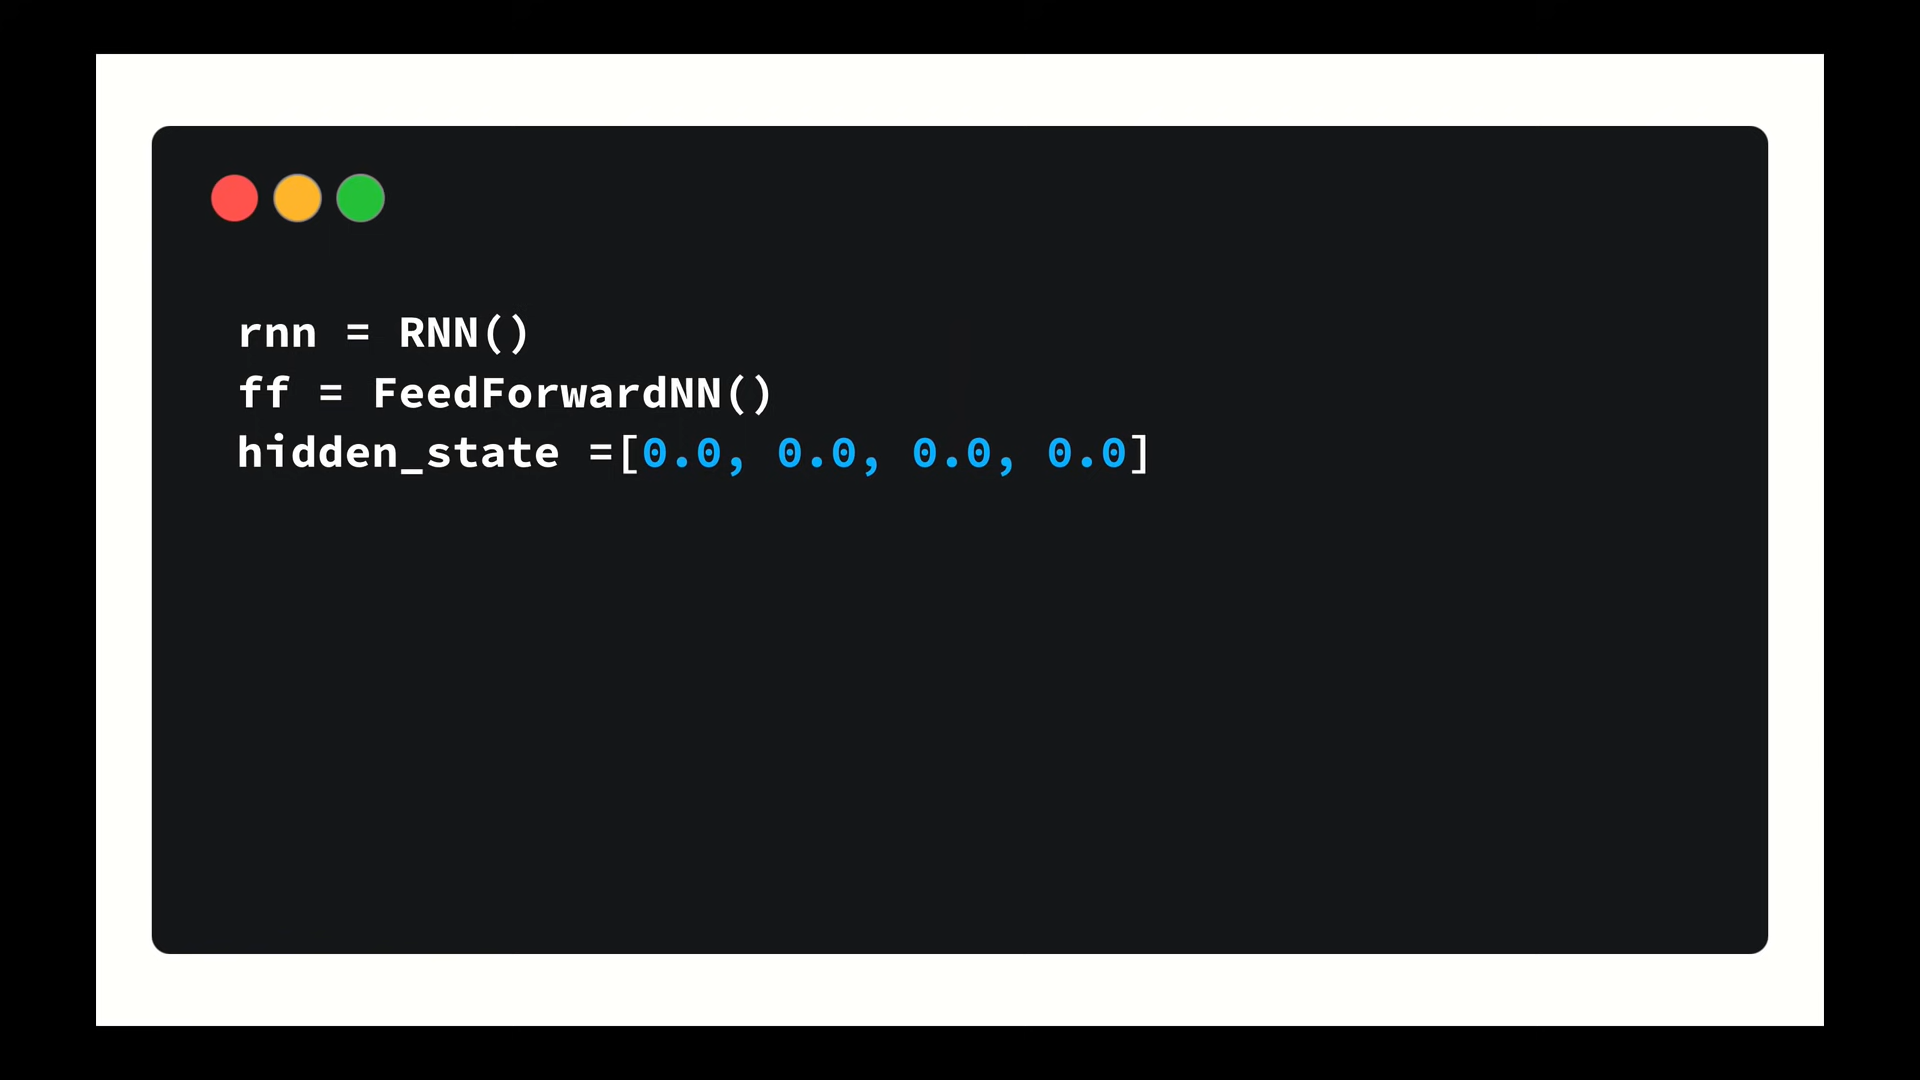 rnn = RNN()
ff = FeedForwardNN()
hidden_state =[0.0, 0.0, 0.0, 0.0]